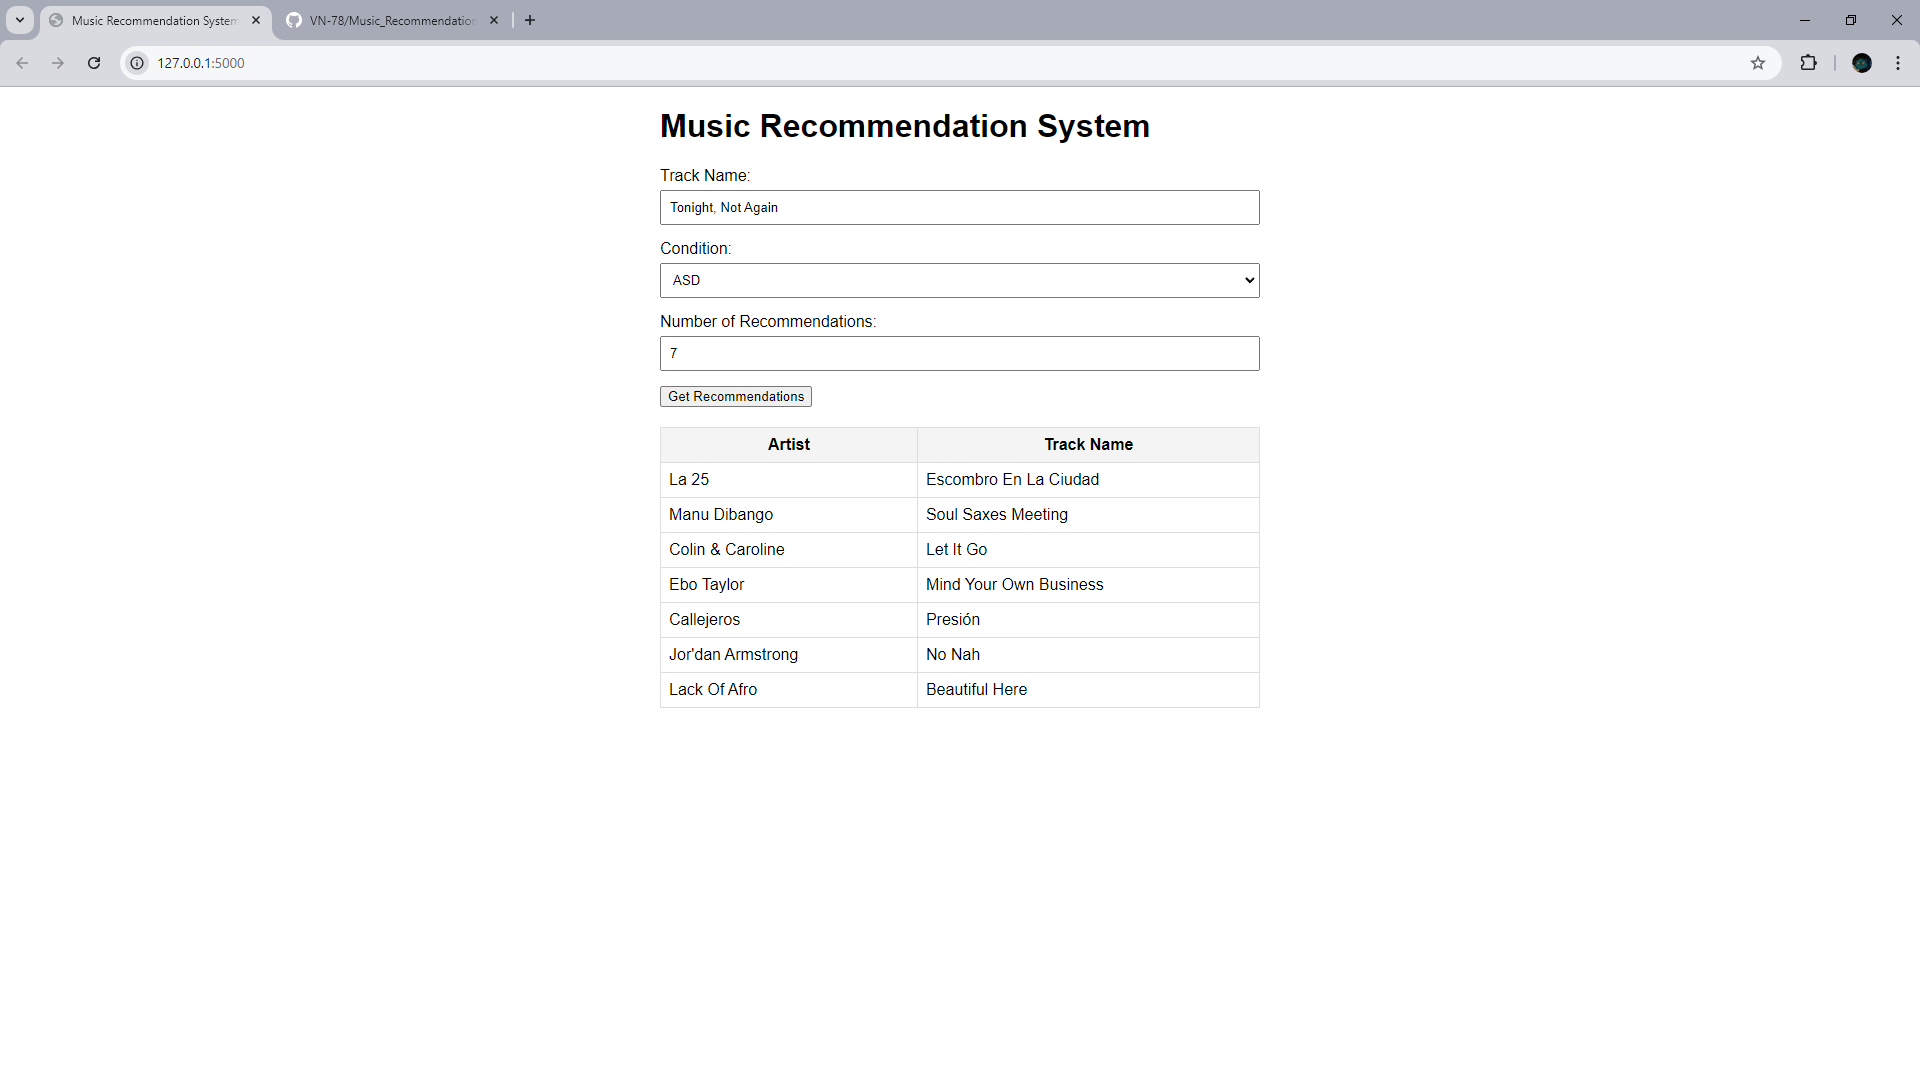 Music Recommendation System
VN-78/Music_Recommendation
127.0.0.1:5000
Music Recommendation System
Track Name:
Tonight, Not Again
Condition:
ASD
Number of Recommendations:
7
Get Recommendations
Artist Track Name
La 25 Escombro En La Ciudad
Manu Dibango Soul Saxes Meeting
Colin & Caroline Let It Go
Ebo Taylor Mind Your Own Business
Callejeros Presión
Jor'dan Armstrong No Nah
Lack Of Afro Beautiful Here